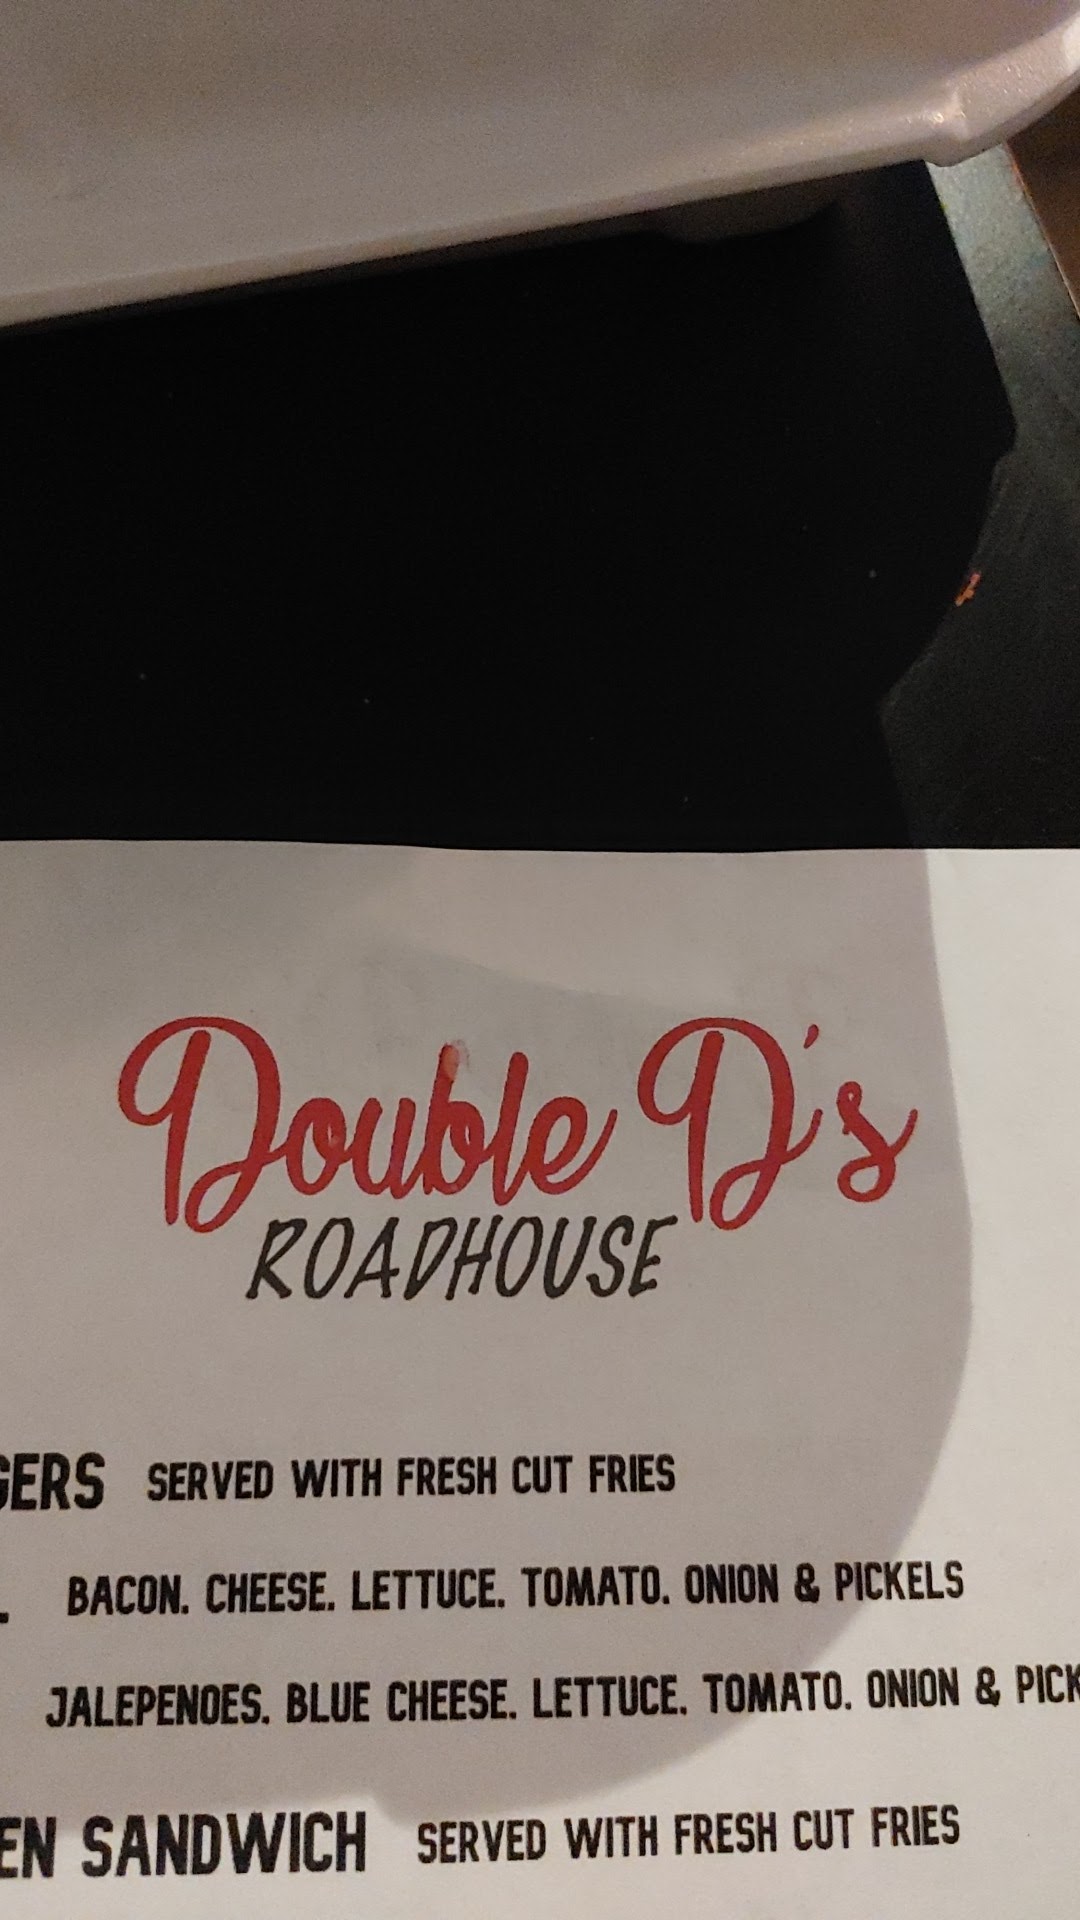 Double D's
ROADHOUSE
GERS SERVED WITH FRESH CUT FRIES
. BACON. CHEESE. LETTUCE. TOMATO. ONION & PICKELS
JALEPENOES. BLUE CHEESE. LETTUCE. TOMATO. ONION & PICK
EN SANDWICH SERVED WITH FRESH CUT FRIES